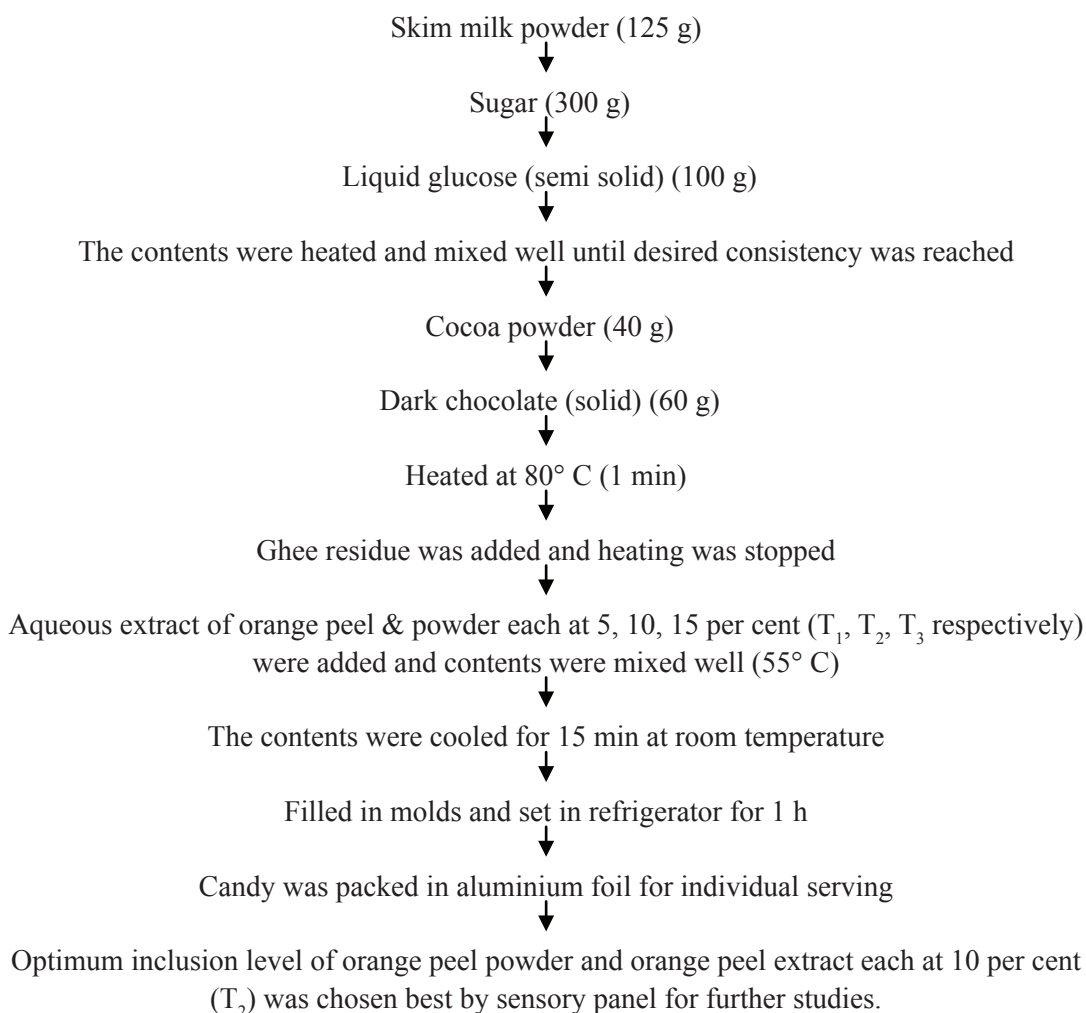 Skim milk powder (125 g)
Sugar (300 g)
Liquid glucose (semi solid) (100 g)
The contents were heated and mixed well until desired consistency was reached
Cocoa powder (40 g)
Dark chocolate (solid) (60 g)
Heated at 80° C (1 min)
Ghee residue was added and heating was stopped
Aqueous extract of orange peel & powder each at 5, 10, 15 per cent (T₁, T₂, T₃ respectively)
were added and contents were mixed well (55° C)
The contents were cooled for 15 min at room temperature
Filled in molds and set in refrigerator for 1 h
Candy was packed in aluminium foil for individual serving
Optimum inclusion level of orange peel powder and orange peel extract each at 10 per cent
(T₂) was chosen best by sensory panel for further studies.